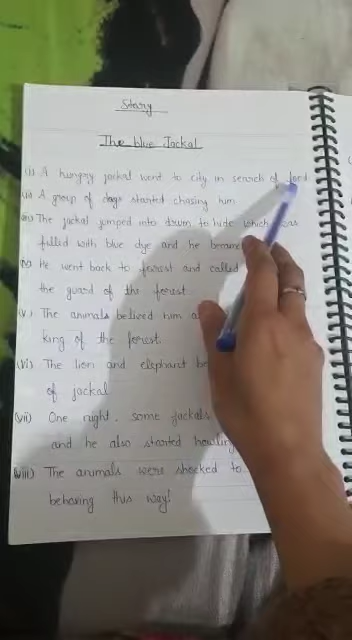 Story
The blue Jackal
(i) A hungry jackal went to city in search of food
(ii) A group of dogs started chasing him
(iii) The jackal jumped into drum to hide which was
filled with blue dye and he became
(iv) He went back to forrest and called
the guard of the forest
(v) The animals belived him a
king of the forest.
(vi) The lion and elephant be
of jackal
(vii) One night, some jackals
and he also started howling
(viii) The animals were shocked to
behaving this way!